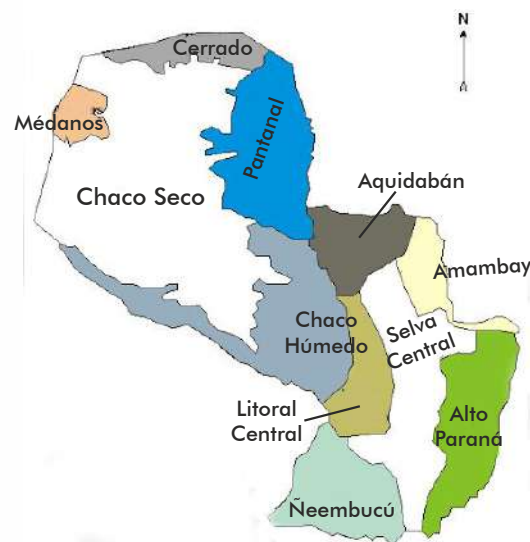 N
Cerrado
Médanos
Pantanal
Chaco Seco
Aquidabán
Amambay
Chaco
Húmedo
Selva
Central
Litoral
Central
Alto
Paraná
Ñeembucú